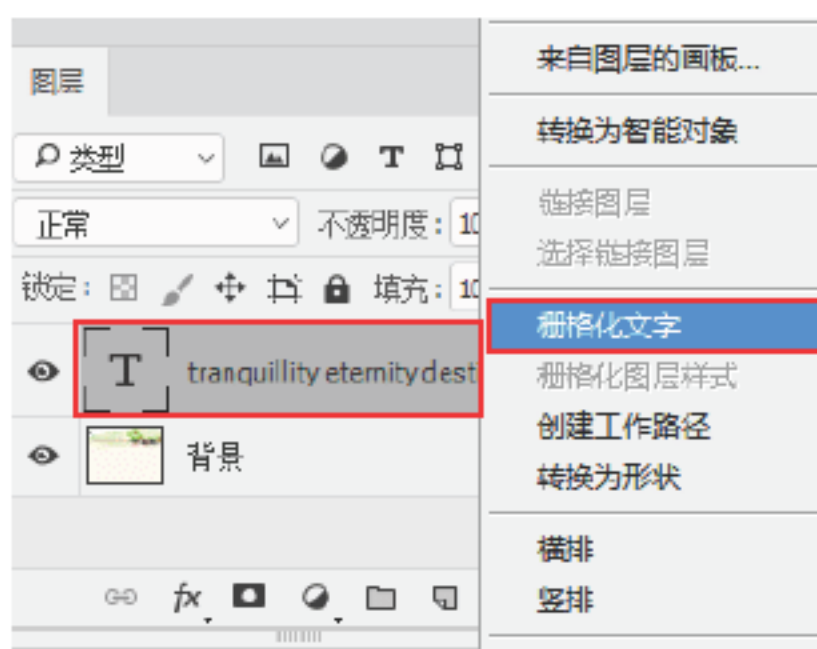 图层
类型
正常
不透明度: 10
锁定:
填充: 10
T tranquillity eternity dest
背景
fx
来自图层的画板...
转换为智能对象
链接图层
选择链接图层
栅格化文字
栅格化图层样式
创建工作路径
转换为形状
横排
竖排